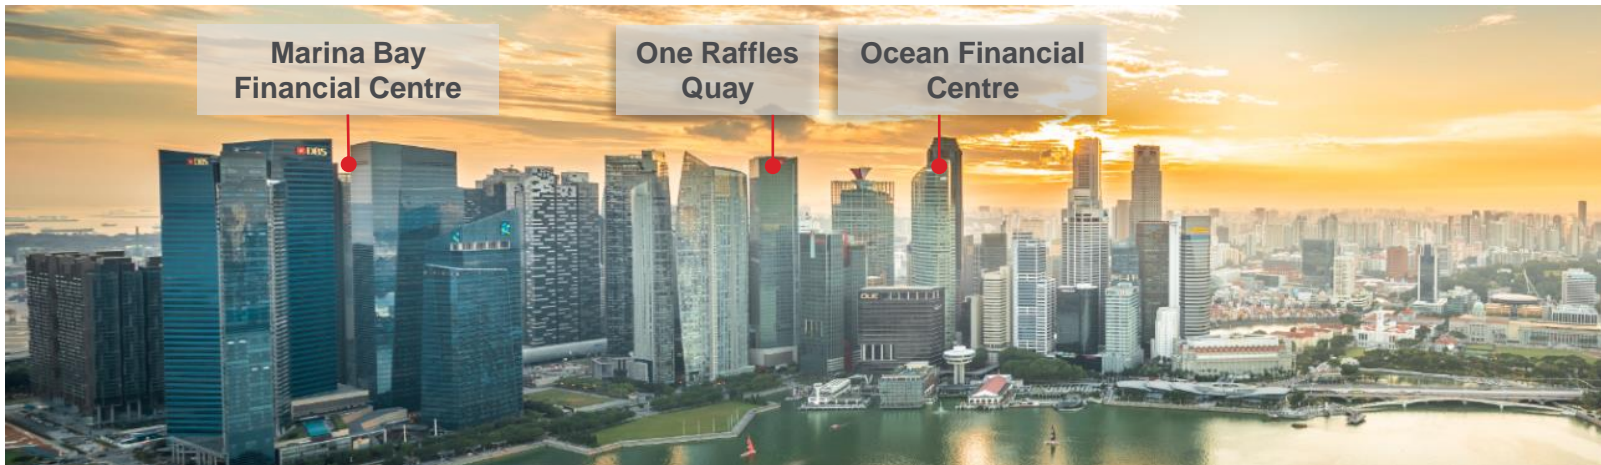 Marina Bay
Financial Centre
One Raffles
Quay
Ocean Financial
Centre
DBS
DBS
OUE